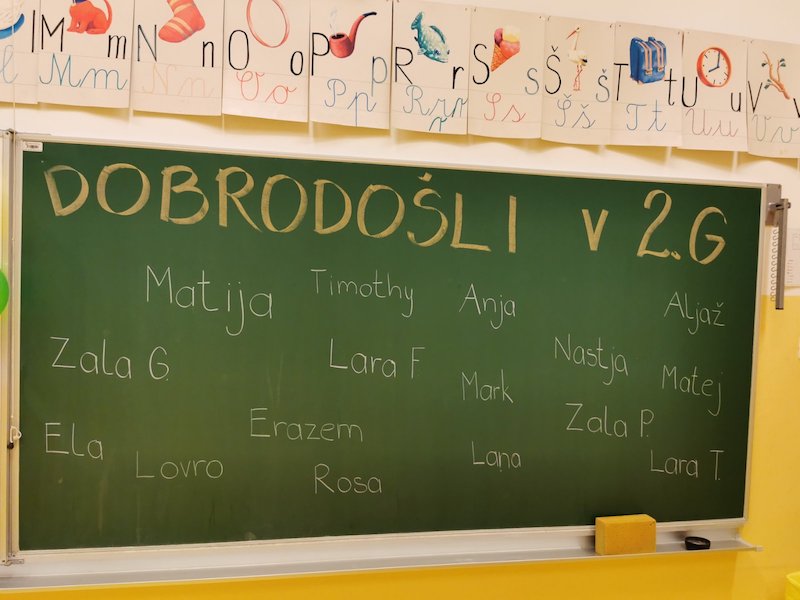 l
M m N n O o P p R r S s Š š T t U u V v
Mm Nn Oo Pp Rr Ss Šš Tt Uu Vv
DOBRODOŠLI v 2.G
Matija Timothy Anja Aljaž
Zala G. Lara F Mark Nastja Matej
Ela Lovro Erazem Rosa Lana Zala P. Lara T.